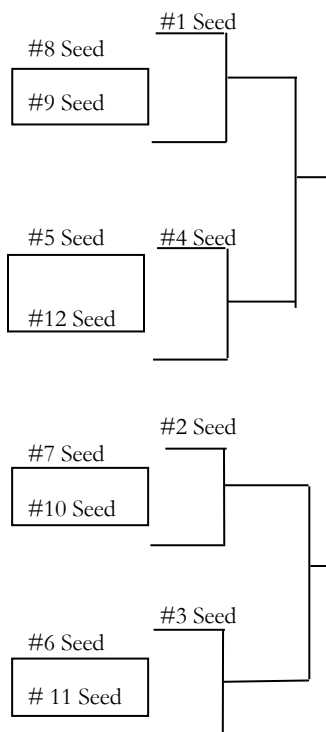 #1 Seed
#8 Seed
#9 Seed
#5 Seed
#4 Seed
#12 Seed
#2 Seed
#7 Seed
#10 Seed
#3 Seed
#6 Seed
# 11 Seed